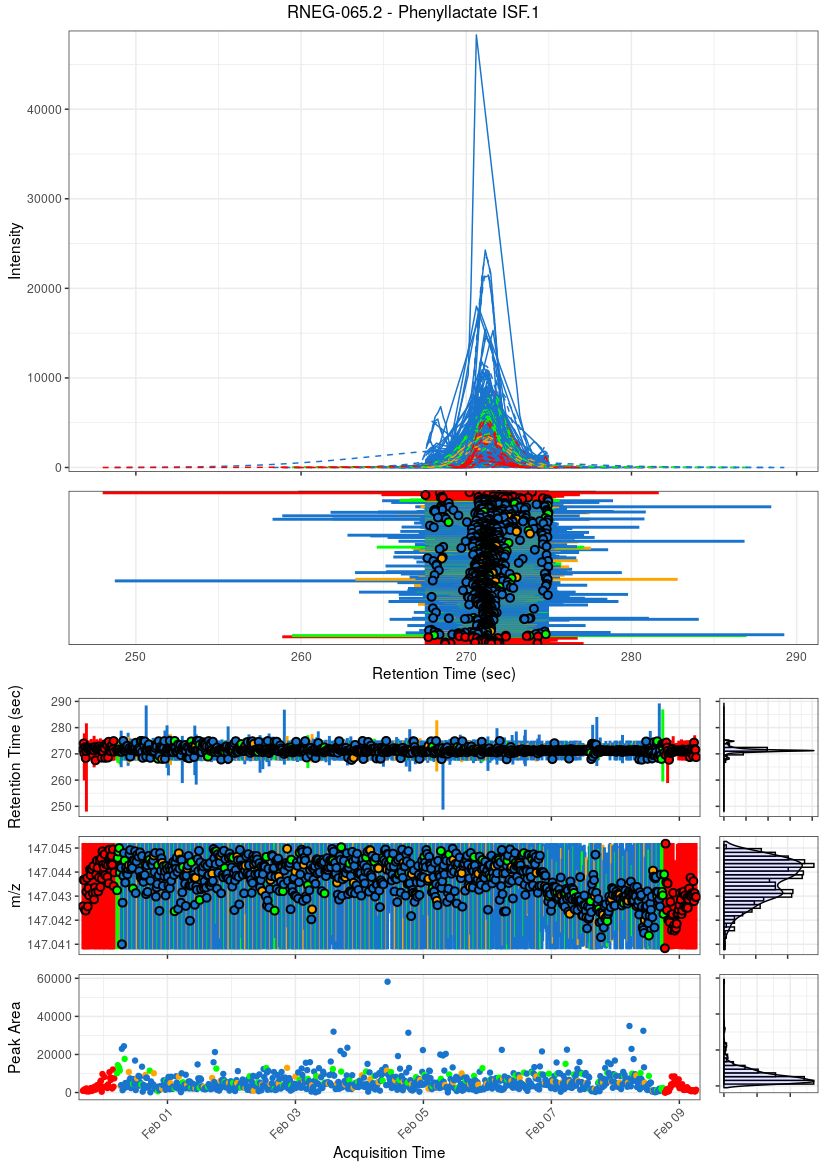 RNEG-065.2 - Phenyllactate ISF.1
Intensity
40000
30000
20000
10000
0
250
260
270
280
290
Retention Time (sec)
Retention Time (sec)
290
280
270
260
250
m/z
147.045
147.044
147.043
147.042
147.041
Peak Area
60000
40000
20000
0
Feb 01
Feb 03
Feb 05
Feb 07
Feb 09
Acquisition Time